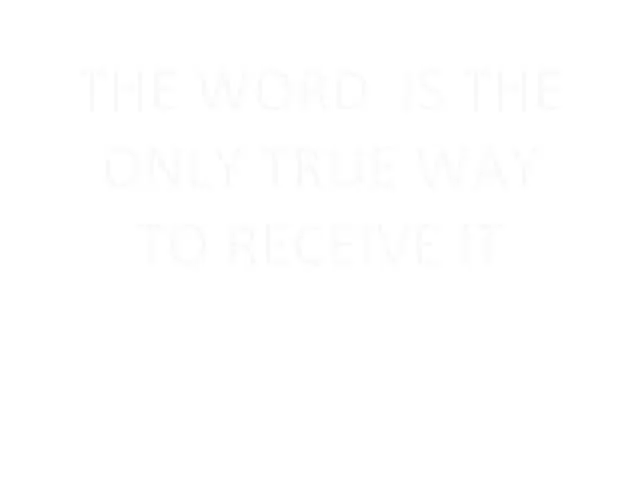 THE WORD IS THE
ONLY TRUE WAY
TO RECEIVE IT